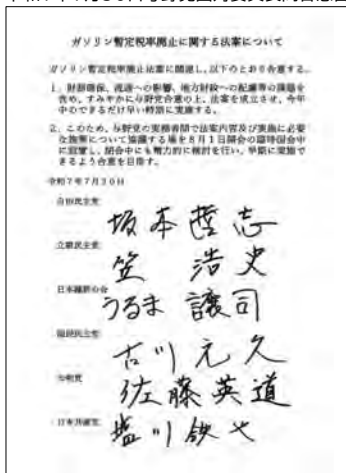 ガソリン暫定税率廃止に関する法案について
ガソリン暫定税率廃止法案に関連し、以下のとおり合意する。
1. 財源確保、流通への影響、地方財政への配慮等の課題を
含め、すみやかに与野党合意の上、法案を成立させ、今年
中のできるだけ早い時期に実施する。
2. このため、与野党の実務者間で法案内容及び実施に必要
な施策について協議する場を8月1日開会の臨時国会中
に設置し、閉会中にも精力的に検討を行い、早期に実施で
きるよう合意を目指す。
令和7年7月30日
自由民主党
坂本哲志
立憲民主党
笠 浩史
日本維新の会
うるま譲司
国民民主党
古川元久
公明党
佐藤英道
日本共産党
塩川鉄也